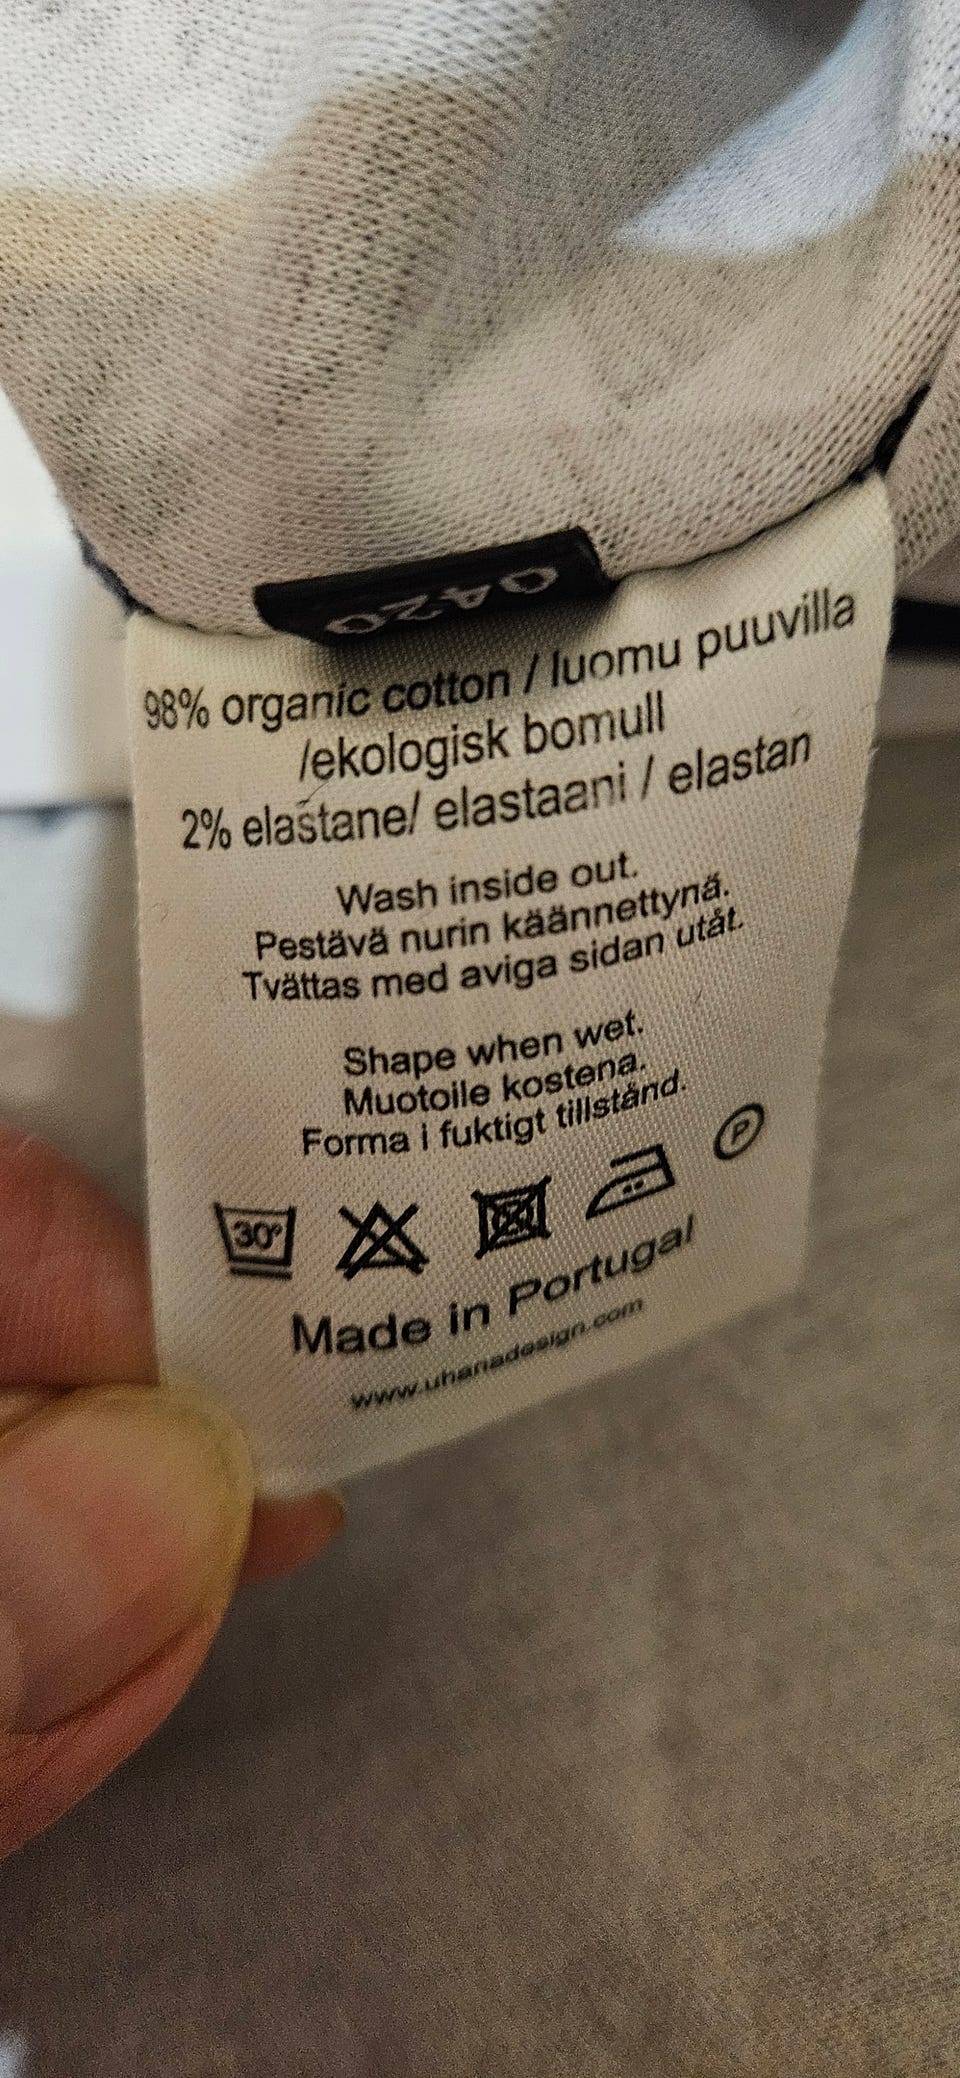 0420
98% organic cotton / luomu puuvilla
/ekologisk bomull
2% elastane/ elastaani / elastan
Wash inside out.
Pestävä nurin käännettynä.
Tvättas med aviga sidan utåt.
Shape when wet.
Muotoile kostena.
Forma i fuktigt tillstånd.
30° P
Made in Portugal
www.uhanadesign.com